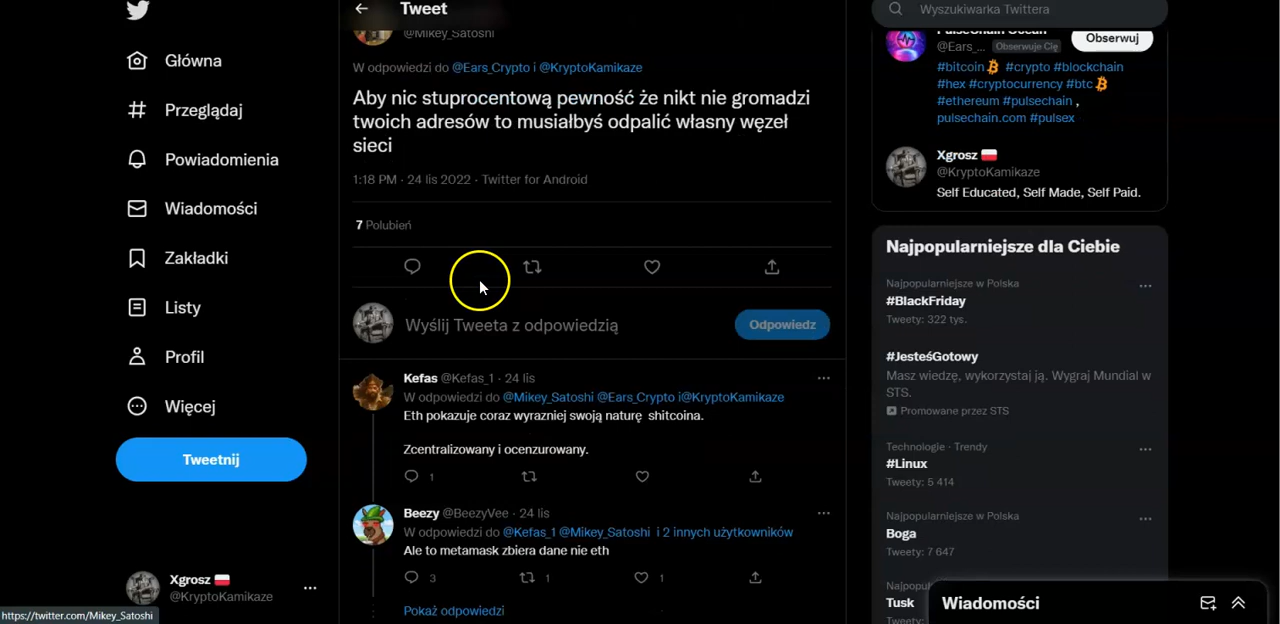 Tweet
@Mikey_Satoshi
W odpowiedzi do @Ears_Crypto i @KryptoKamikaze
Aby nic stuprocentową pewność że nikt nie gromadzi
twoich adresów to musiałbyś odpalić własny węzeł
sieci
1:18 PM · 24 lis 2022 · Twitter for Android
7 Polubień
Wyślij Tweeta z odpowiedzią
Odpowiedz
Kefas @Kefas_1 · 24 lis
W odpowiedzi do @Mikey_Satoshi @Ears_Crypto i@KryptoKamikaze
Eth pokazuje coraz wyrazniej swoją naturę shitcoina.
Zcentralizowany i ocenzurowany.
1
Beezy @BeezyVee · 24 lis
W odpowiedzi do @Kefas_1 @Mikey_Satoshi i 2 innych użytkowników
Ale to metamask zbiera dane nie eth
3 1 1
Pokaż odpowiedzi
Główna
Przeglądaj
Powiadomienia
Wiadomości
Zakładki
Listy
Profil
Więcej
Tweetnij
Xgrosz
@KryptoKamikaze
https://twitter.com/Mikey_Satoshi
Wyszukiwarka Twittera
PulseChain Ocean
@Ears_... Obserwuje Cię
Obserwuj
#bitcoin #crypto #blockchain
#hex #cryptocurrency #btc
#ethereum #pulsechain ,
pulsechain.com #pulsex
Xgrosz
@KryptoKamikaze
Self Educated, Self Made, Self Paid.
Najpopularniejsze dla Ciebie
Najpopularniejsze w Polska
#BlackFriday
Tweety: 322 tys.
#JesteśGotowy
Masz wiedzę, wykorzystaj ją. Wygraj Mundial w
STS.
Promowane przez STS
Technologie · Trendy
#Linux
Tweety: 5 414
Najpopularniejsze w Polska
Boga
Tweety: 7 647
Najpopu
Tusk
Tweety:
Wiadomości